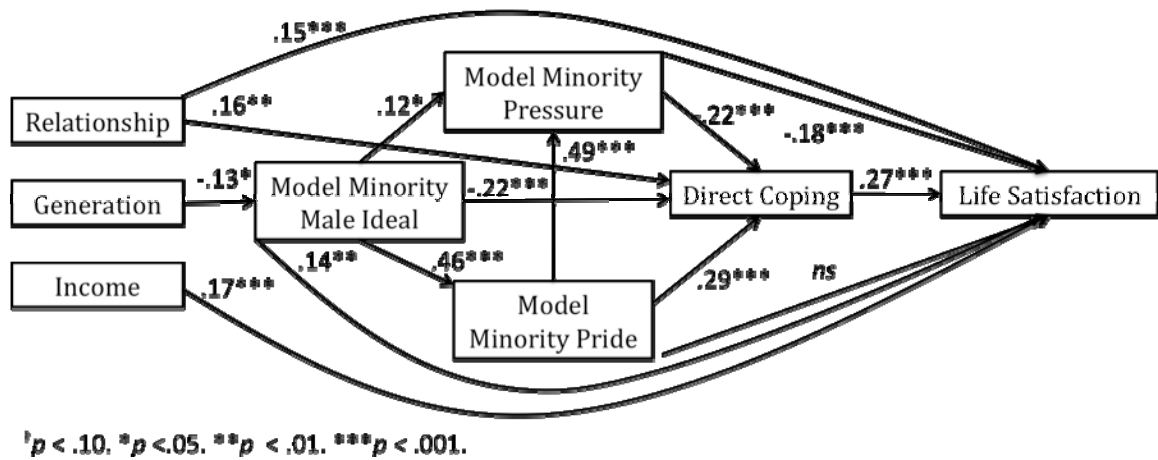 .15***
Model Minority
Pressure
Relationship
.16**
.12*
-.22***
-.18***
.49***
Generation
-.13*
Model Minority
Male Ideal
-.22***
Direct Coping
.27***
Life Satisfaction
Income
.17***
.14**
.46***
Model
Minority Pride
.29***
ns
†p < .10. *p <.05. **p < .01. ***p < .001.